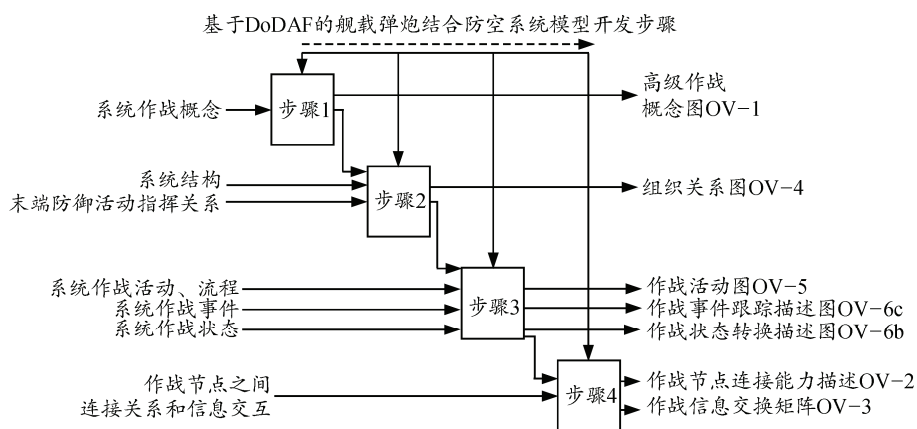 基于DoDAF的舰载弹炮结合防空系统模型开发步骤
系统作战概念
步骤1
高级作战
概念图OV-1
系统结构
末端防御活动指挥关系
步骤2
组织关系图OV-4
系统作战活动、流程
系统作战事件
系统作战状态
步骤3
作战活动图OV-5
作战事件跟踪描述图OV-6c
作战状态转换描述图OV-6b
作战节点之间
连接关系和信息交互
步骤4
作战节点连接能力描述OV-2
作战信息交换矩阵OV-3